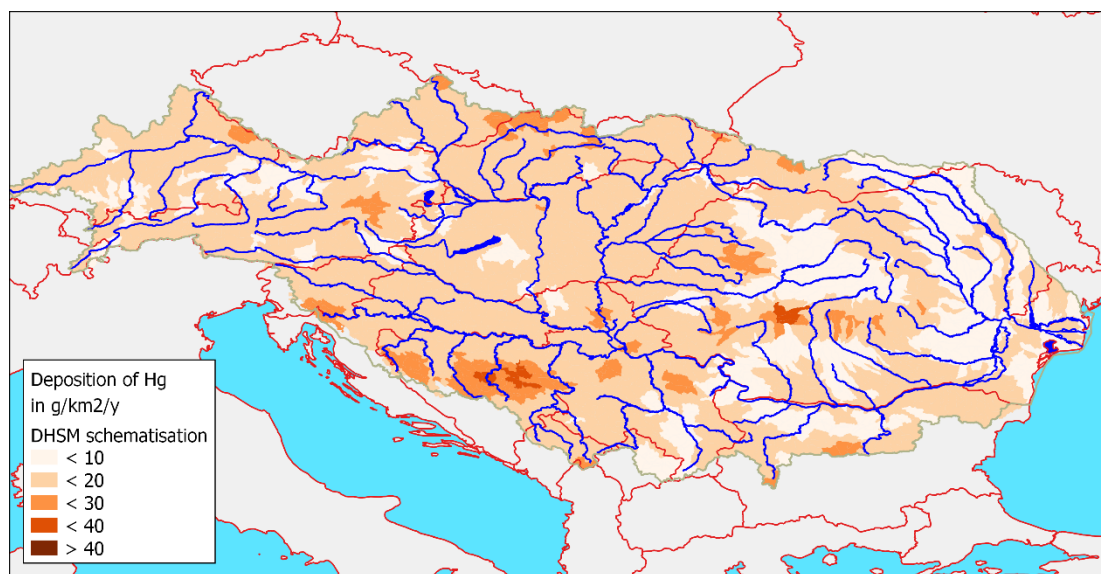 Deposition of Hg
in g/km2/y
DHSM schematisation
< 10
< 20
< 30
< 40
> 40